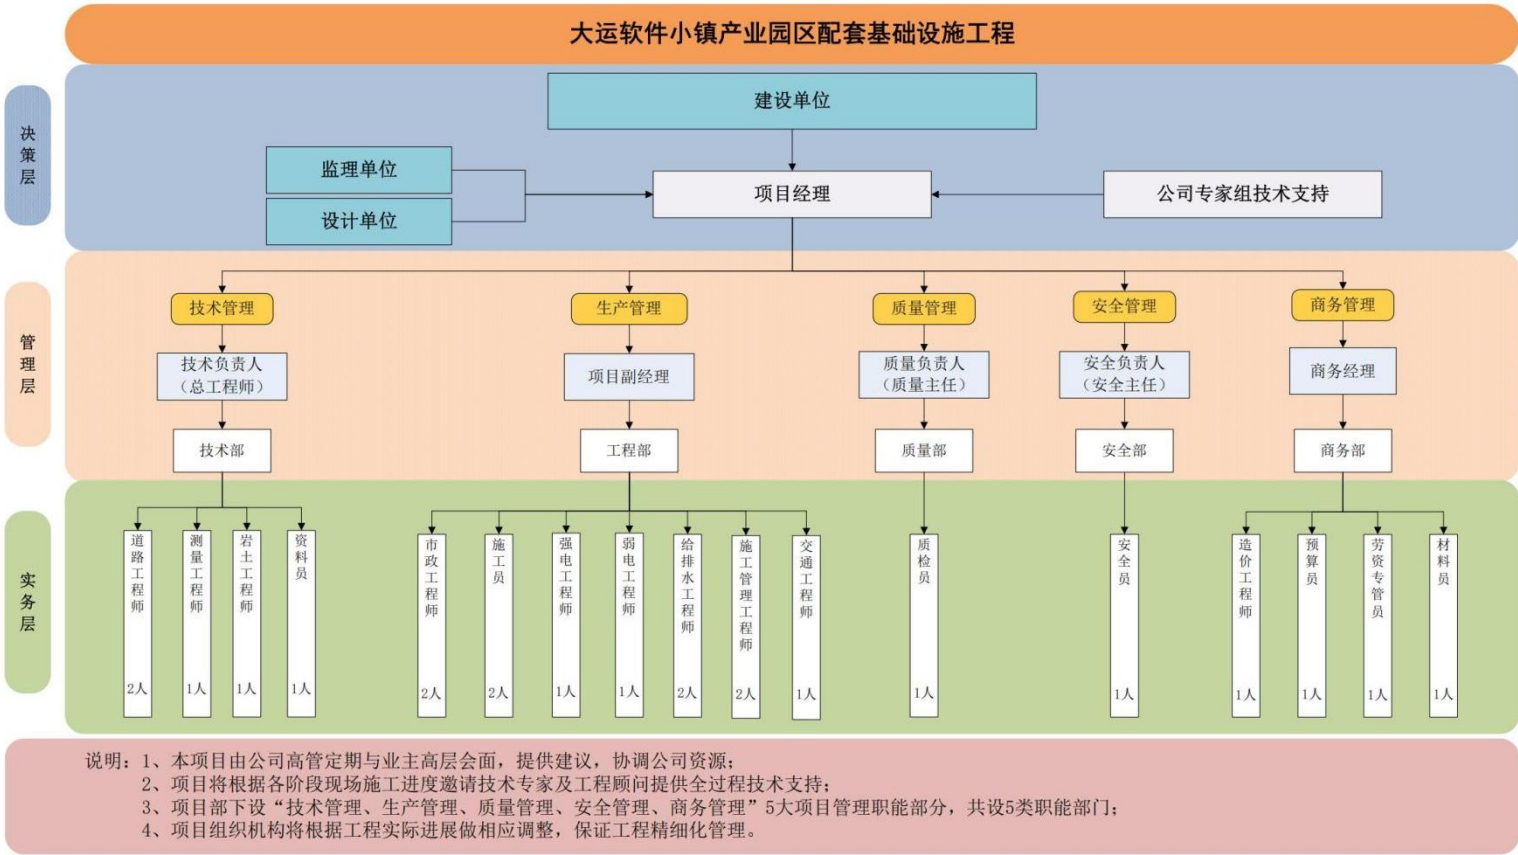 大运软件小镇产业园区配套基础设施工程
决策层
建设单位
监理单位
设计单位
项目经理
公司专家组技术支持
管理层
技术管理
生产管理
质量管理
安全管理
商务管理
技术负责人
（总工程师）
项目副经理
质量负责人
（质量主任）
安全负责人
（安全主任）
商务经理
技术部
工程部
质量部
安全部
商务部
实务层
道路工程师
2人
测量工程师
1人
岩土工程师
1人
资料员
1人
市政工程师
2人
施工员
2人
强电工程师
1人
弱电工程师
1人
给排水工程师
2人
施工管理工程师
2人
交通工程师
1人
质检员
1人
安全员
1人
造价工程师
1人
预算员
1人
劳资专管员
1人
材料员
1人
说明：1、本项目由公司高管定期与业主高层会面，提供建议，协调公司资源；
2、项目将根据各阶段现场施工进度邀请技术专家及工程顾问提供全过程技术支持；
3、项目部下设“技术管理、生产管理、质量管理、安全管理、商务管理”5大项目管理职能部分，共设5类职能部门；
4、项目组织机构将根据工程实际进展做相应调整，保证工程精细化管理。